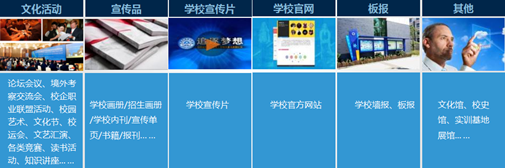 文化活动
宣传品
学校宣传片
学校官网
板报
其他
追逐梦想
论坛会议、境外考
察交流会、校企职
业联盟活动、校园
艺术、文化节、校
运会、文艺汇演、
各类竞赛、读书活
动、知识讲座... ...
学校画册/招生画册
/学校内刊/宣传单
页/书籍/报刊... ...
学校宣传片
学校官方网站
学校墙报、板报
文化馆、校史
馆、实训基地
展馆... ...